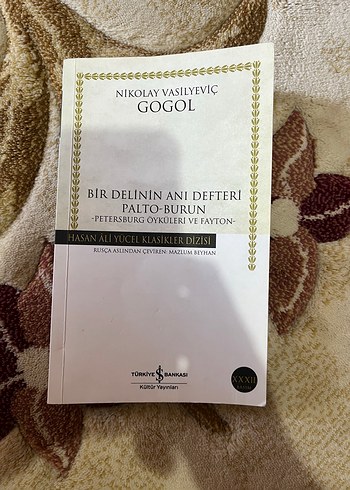 NIKOLAY VASİLYEVİÇ
GOGOL
BİR DELİNİN ANI DEFTERİ
PALTO-BURUN
-PETERSBURG ÖYKÜLERİ VE FAYTON-
HASAN ÂLİ YÜCEL KLASİKLER DİZİSİ
RUSÇA ASLINDAN ÇEVİREN: MAZLUM BEYHAN
TÜRKİYE İŞ BANKASI
Kültür Yayınları
XXXII